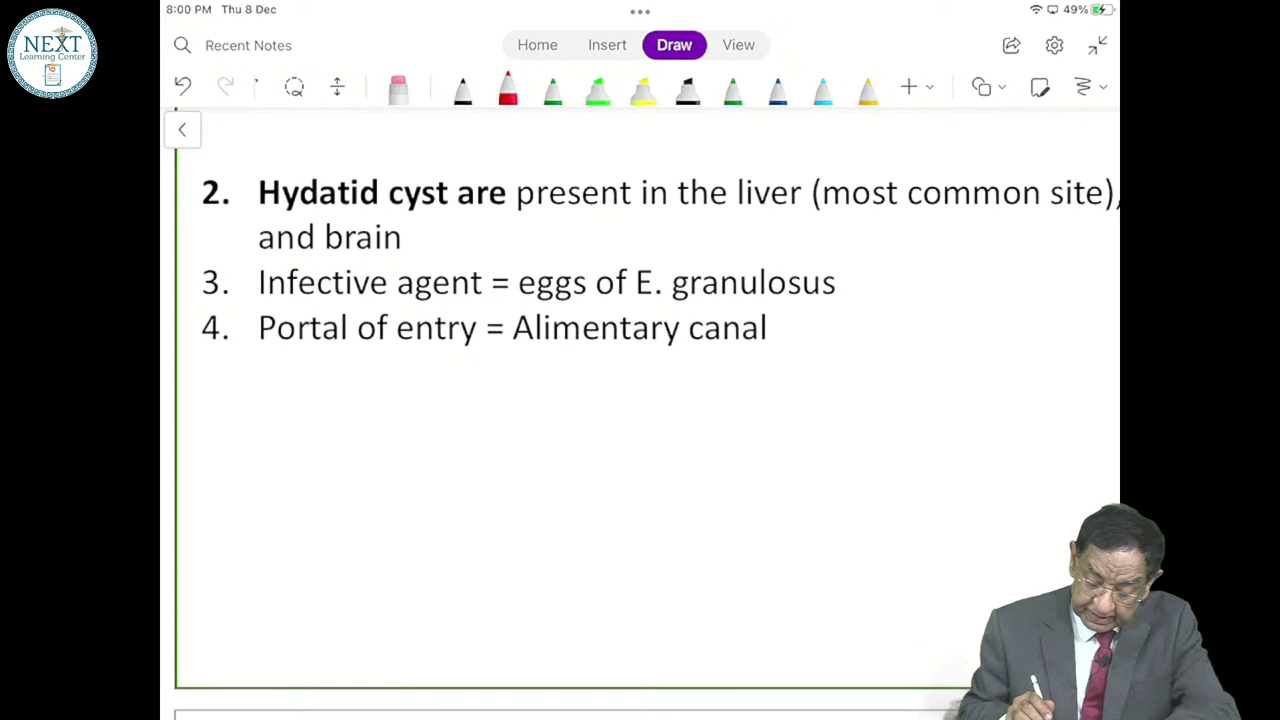 8:00 PM Thu 8 Dec
49%
NEXT
Learning Center
Recent Notes
Home Insert Draw View
2. Hydatid cyst are present in the liver (most common site),
and brain
3. Infective agent = eggs of E. granulosus
4. Portal of entry = Alimentary canal